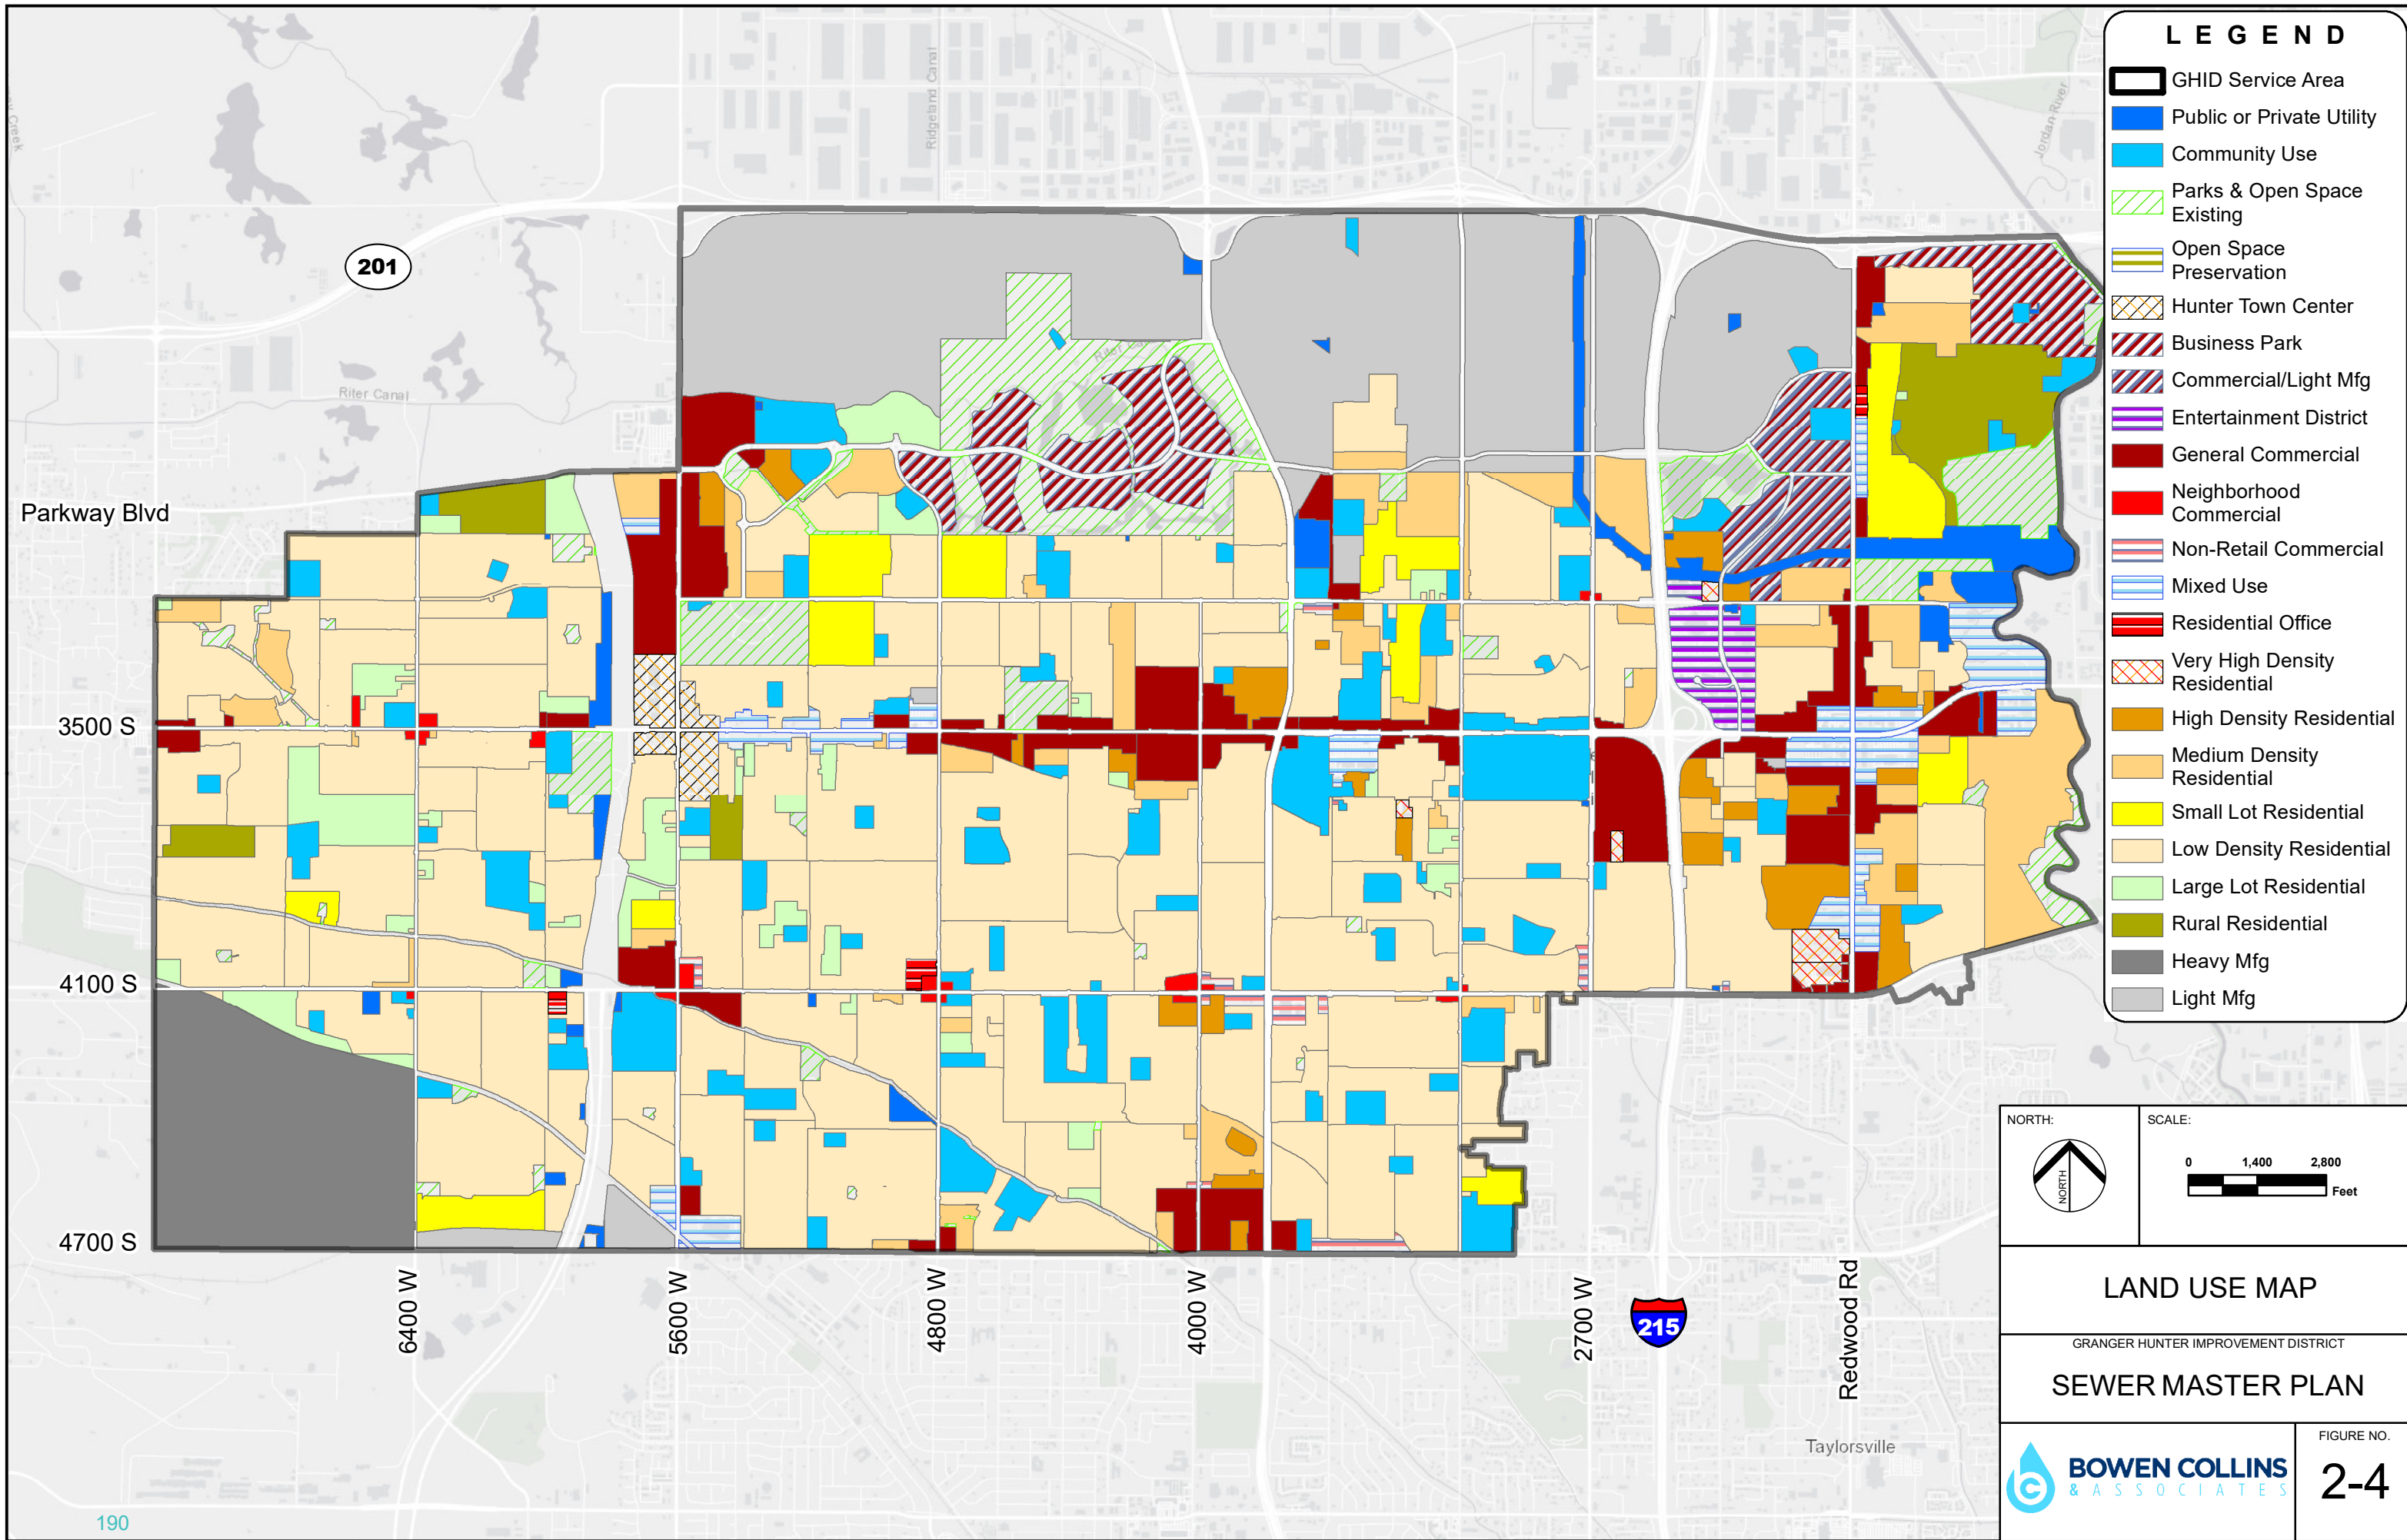 L E G E N D
GHID Service Area
Public or Private Utility
Community Use
Parks & Open Space
Existing
Open Space
Preservation
Hunter Town Center
Business Park
Commercial/Light Mfg
Entertainment District
General Commercial
Neighborhood
Commercial
Non-Retail Commercial
Mixed Use
Residential Office
Very High Density
Residential
High Density Residential
Medium Density
Residential
Small Lot Residential
Low Density Residential
Large Lot Residential
Rural Residential
Heavy Mfg
Light Mfg
Ridgeland Canal
Jordan River
Creek
201
Riter Canal
Riter
Parkway Blvd
3500 S
4100 S
4700 S
6400 W
5600 W
4800 W
4000 W
2700 W
215
Redwood Rd
Taylorsville
NORTH:
NORTH
SCALE:
0 1,400 2,800
Feet
LAND USE MAP
GRANGER HUNTER IMPROVEMENT DISTRICT
SEWER MASTER PLAN
BOWEN COLLINS
& ASSOCIATES
FIGURE NO.
2-4
190